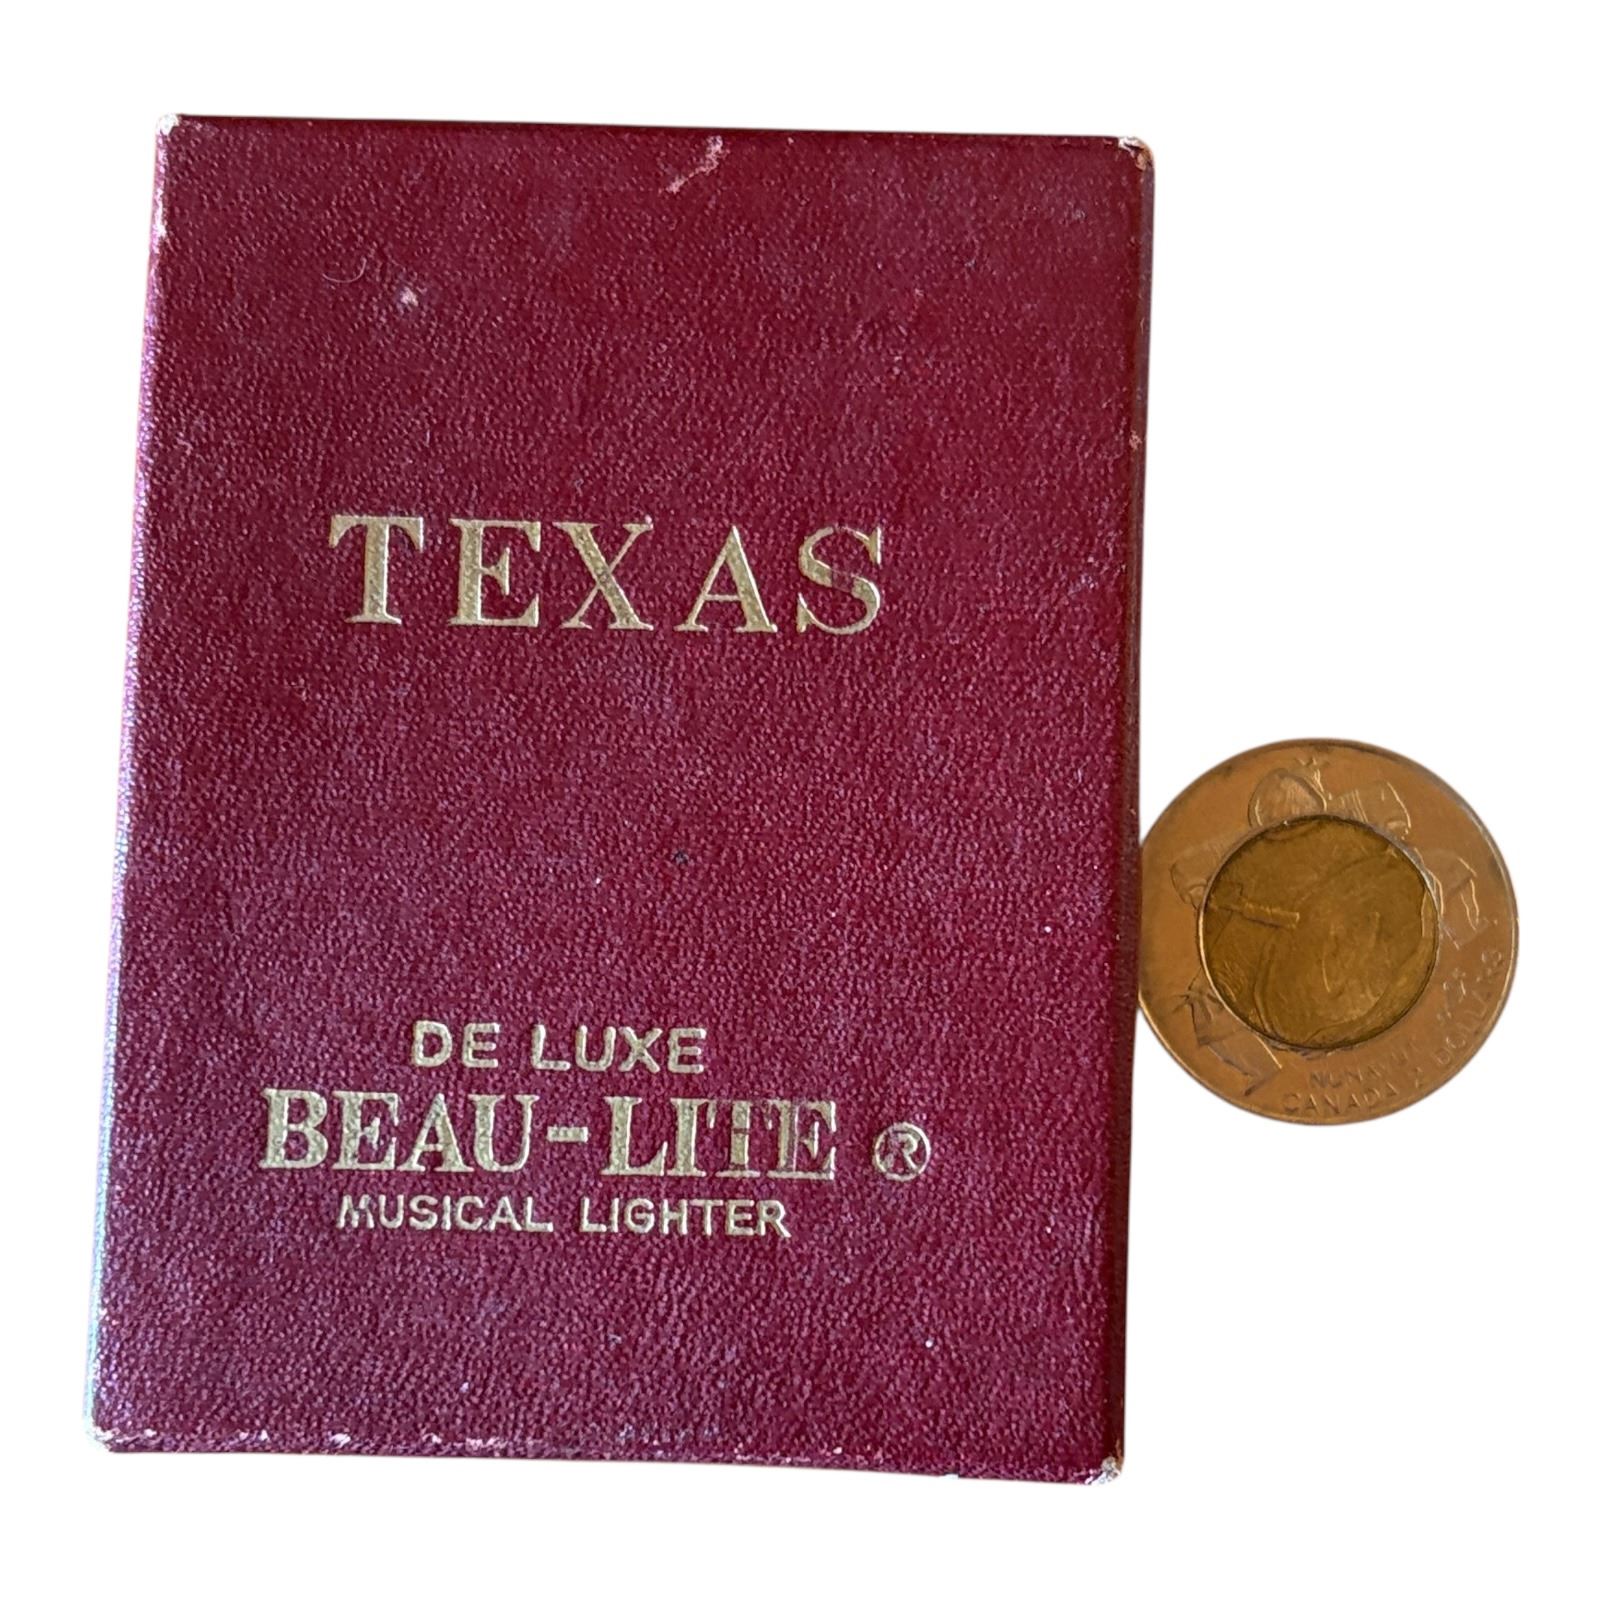 TEXAS
DE LUXE
BEAU-LITE ®
MUSICAL LIGHTER
NUNAVUT
CANADA 2 DOLLARS